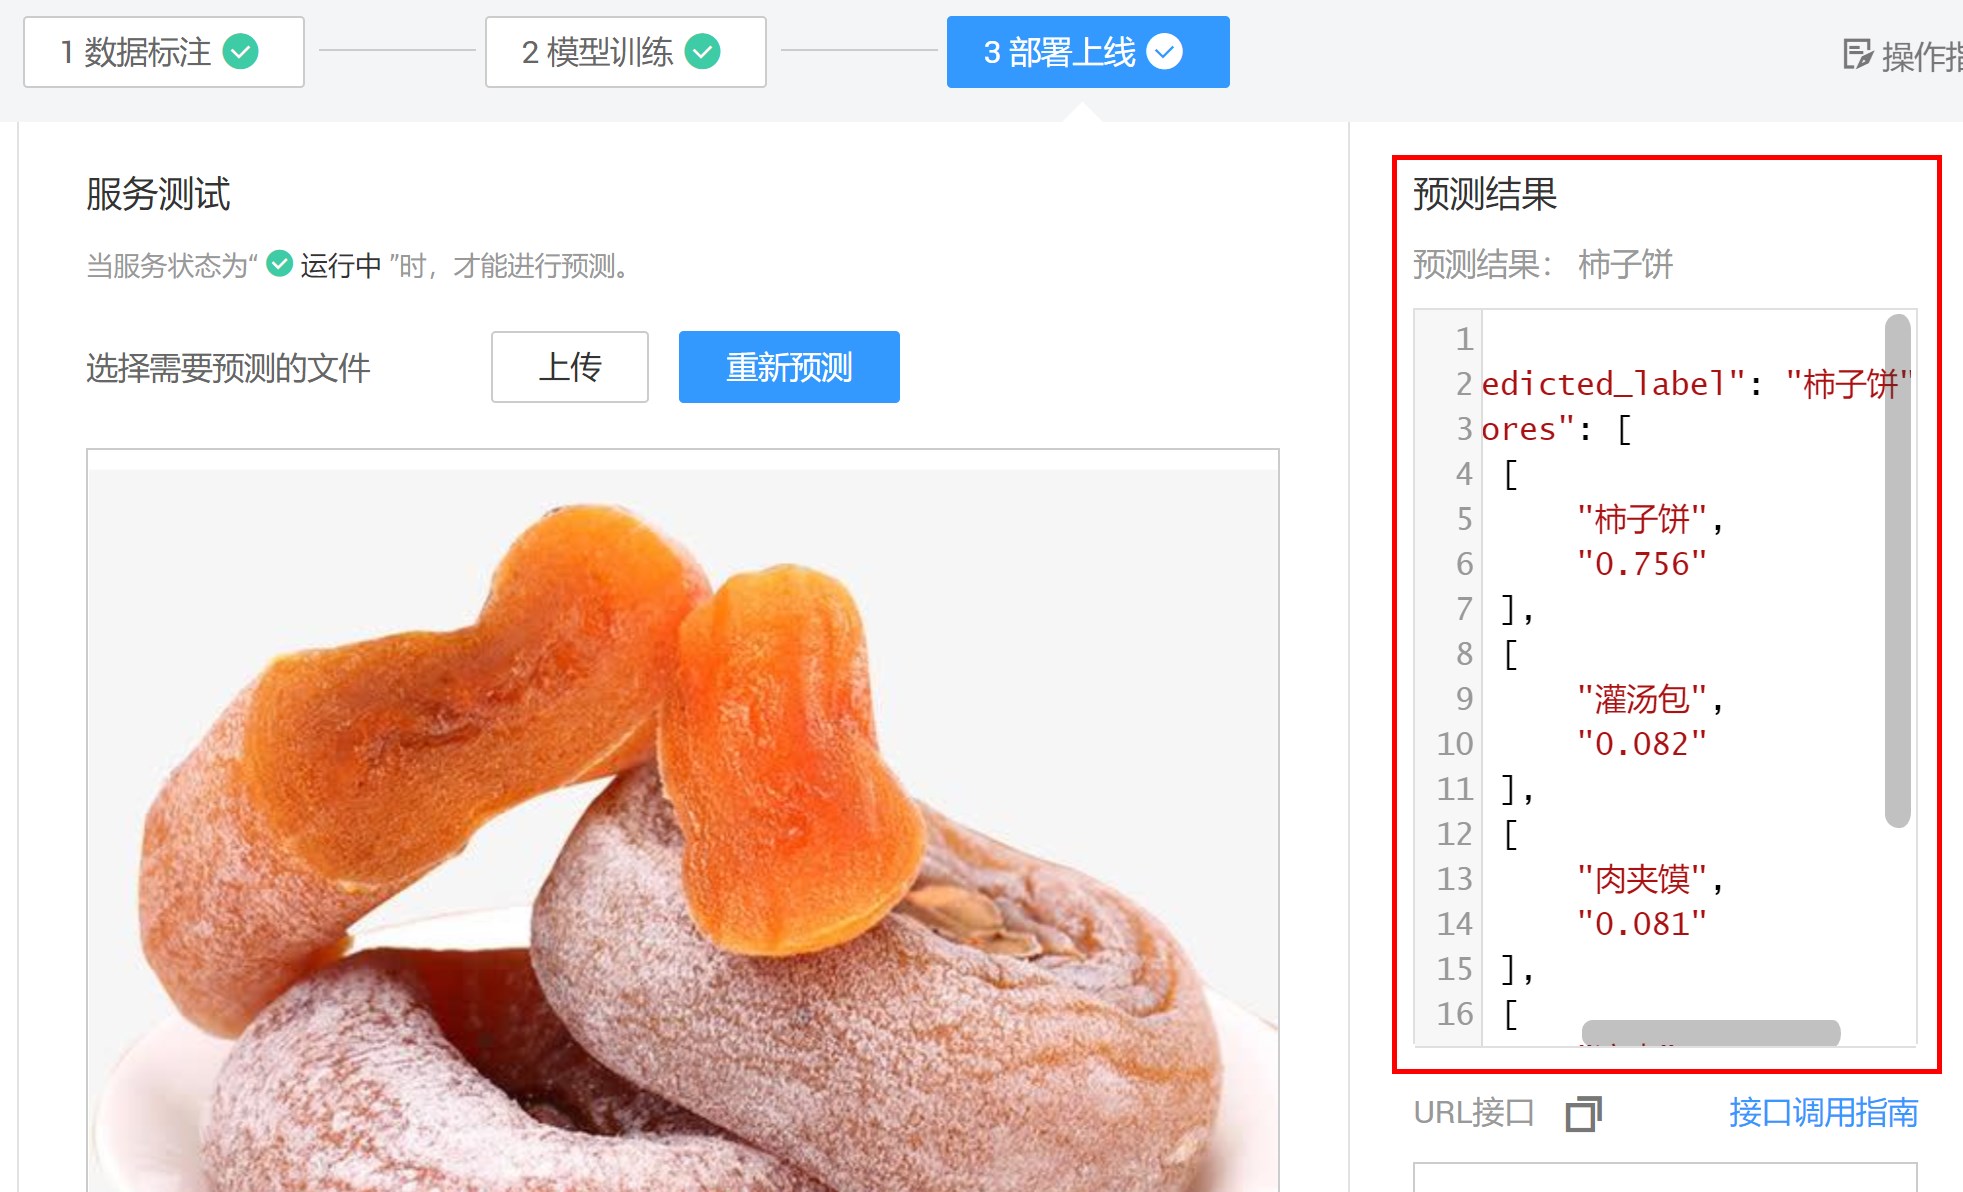 1 数据标注
2 模型训练
3 部署上线
操作指
服务测试
当服务状态为“ 运行中 ”时，才能进行预测。
选择需要预测的文件
上传
重新预测
预测结果
预测结果： 柿子饼
1
2 edicted_label": "柿子饼"
3 ores": [
4 [
5 "柿子饼",
6 "0.756"
7 ],
8 [
9 "灌汤包",
10 "0.082"
11 ],
12 [
13 "肉夹馍",
14 "0.081"
15 ],
16 [
URL接口
接口调用指南